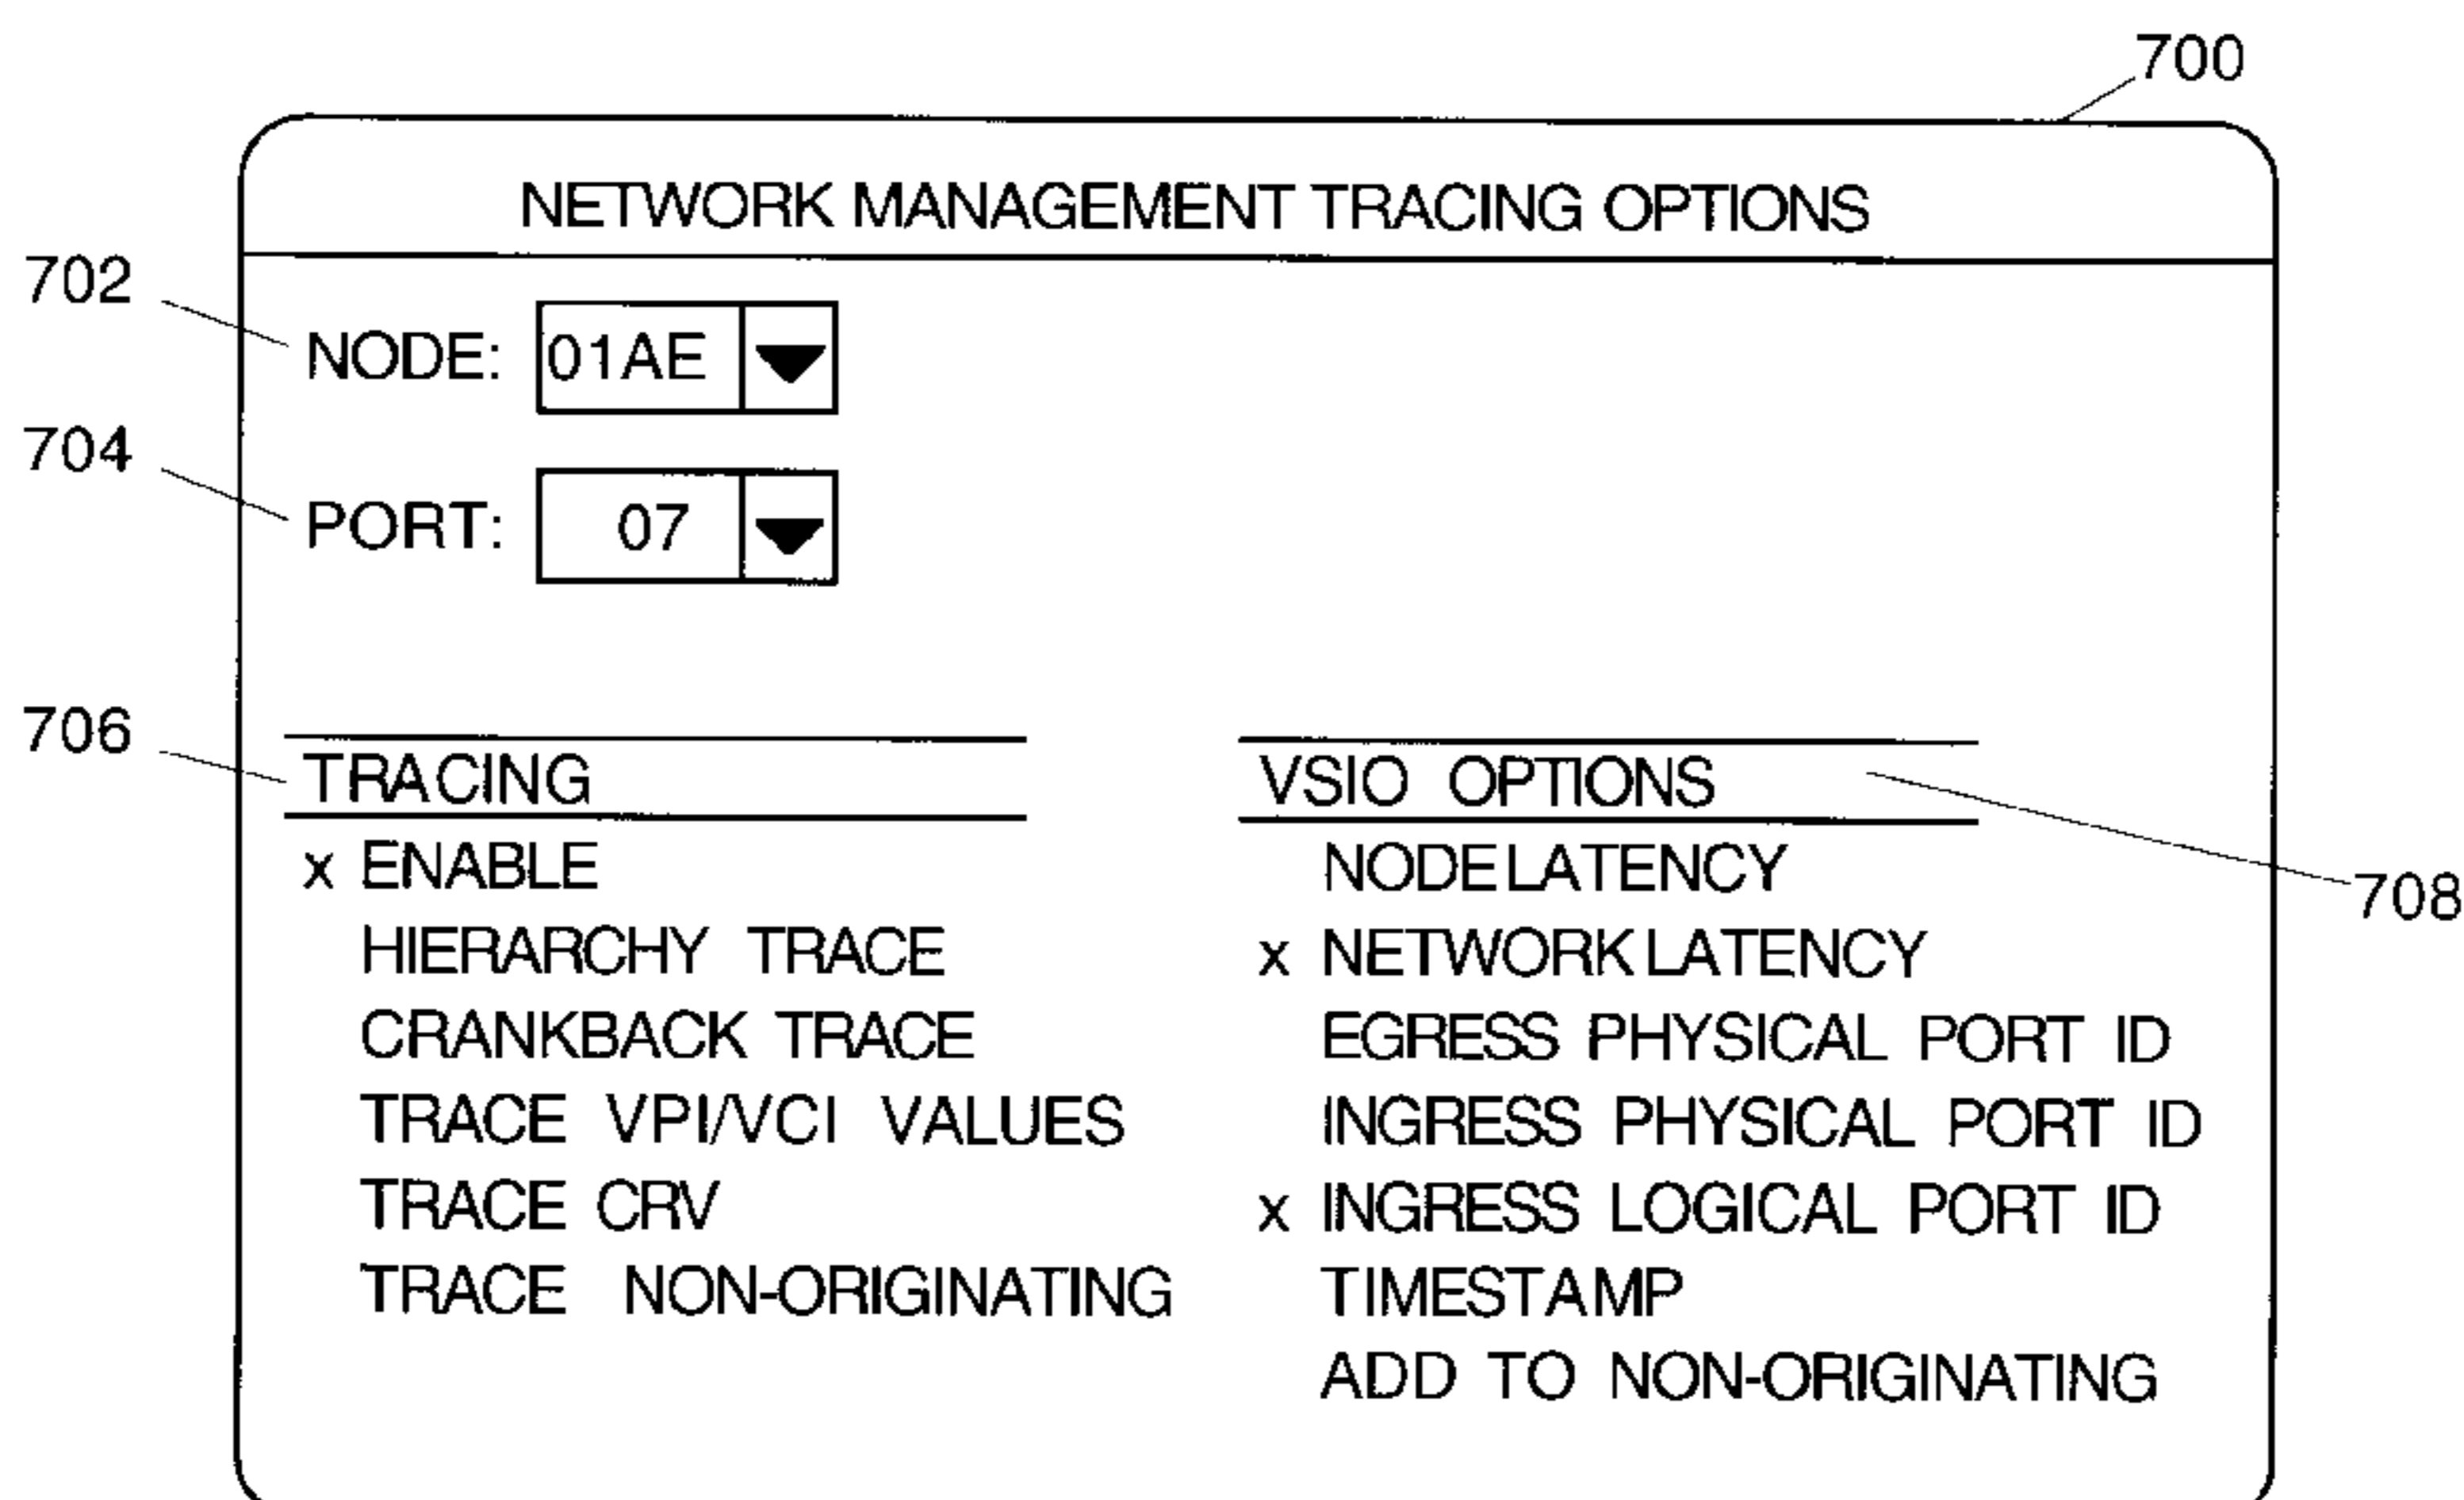 700
NETWORK MANAGEMENT TRACING OPTIONS
702
NODE: 01AE
704
PORT: 07
706
TRACING
x ENABLE
HIERARCHY TRACE
CRANKBACK TRACE
TRACE VPI/VCI VALUES
TRACE CRV
TRACE NON-ORIGINATING
VSIO OPTIONS
708
NODE LATENCY
x NETWORK LATENCY
EGRESS PHYSICAL PORT ID
INGRESS PHYSICAL PORT ID
x INGRESS LOGICAL PORT ID
TIMESTAMP
ADD TO NON-ORIGINATING